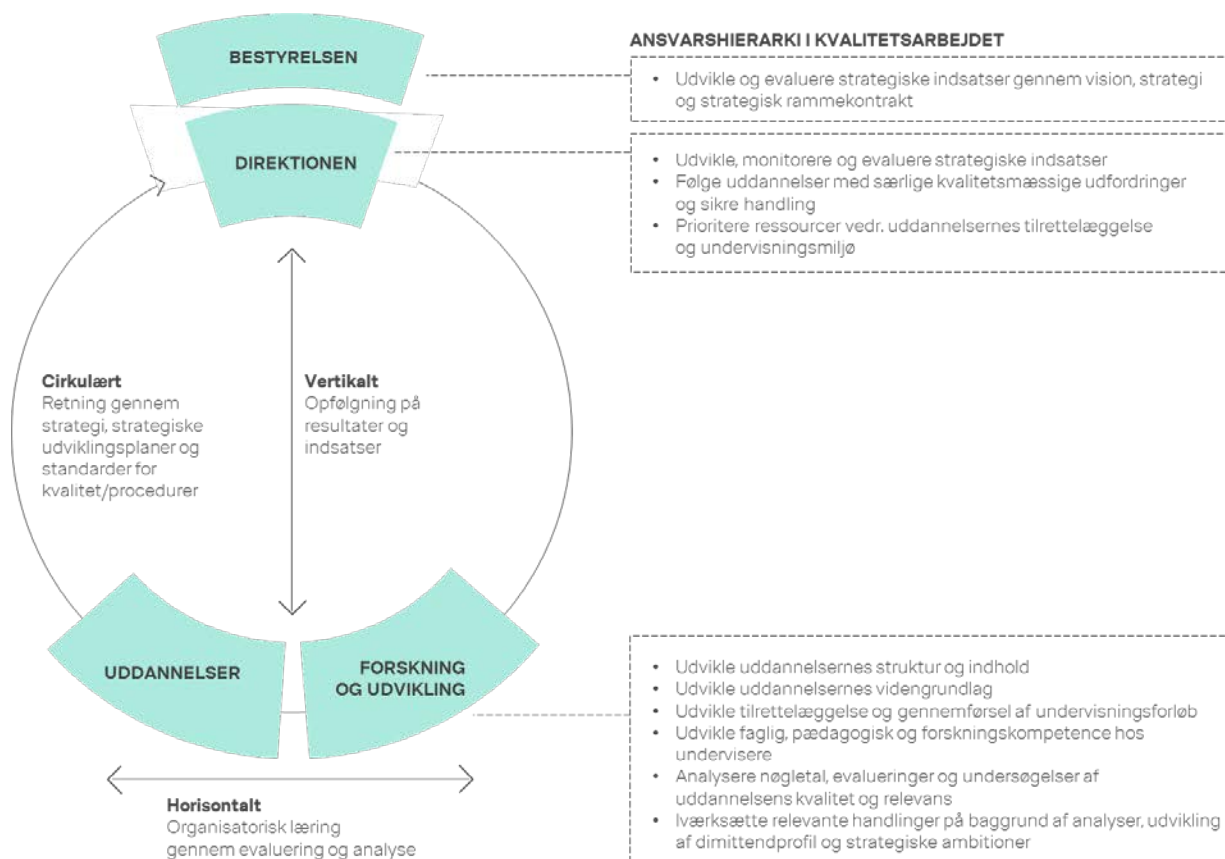 BESTYRELSEN
DIREKTIONEN
ANSVARSHIERARKI I KVALITETSARBEJDET
• Udvikle og evaluere strategiske indsatser gennem vision, strategi
og strategisk rammekontrakt
• Udvikle, monitorere og evaluere strategiske indsatser
• Følge uddannelser med særlige kvalitetsmæssige udfordringer
og sikre handling
• Prioritere ressourcer vedr. uddannelsernes tilrettelæggelse
og undervisningsmiljø
Cirkulært
Retning gennem
strategi, strategiske
udviklingsplaner og
standarder for
kvalitet/procedurer
Vertikalt
Opfølgning på
resultater og
indsatser
UDDANNELSER
FORSKNING
OG UDVIKLING
• Udvikle uddannelsernes struktur og indhold
• Udvikle uddannelsernes videngrundlag
• Udvikle tilrettelæggelse og gennemførsel af undervisningsforløb
• Udvikle faglig, pædagogisk og forskningskompetence hos
undervisere
• Analysere nøgletal, evalueringer og undersøgelser af
uddannelsens kvalitet og relevans
• Iværksætte relevante handlinger på baggrund af analyser, udvikling
af dimittendprofil og strategiske ambitioner
Horisontalt
Organisatorisk læring
gennem evaluering og analyse